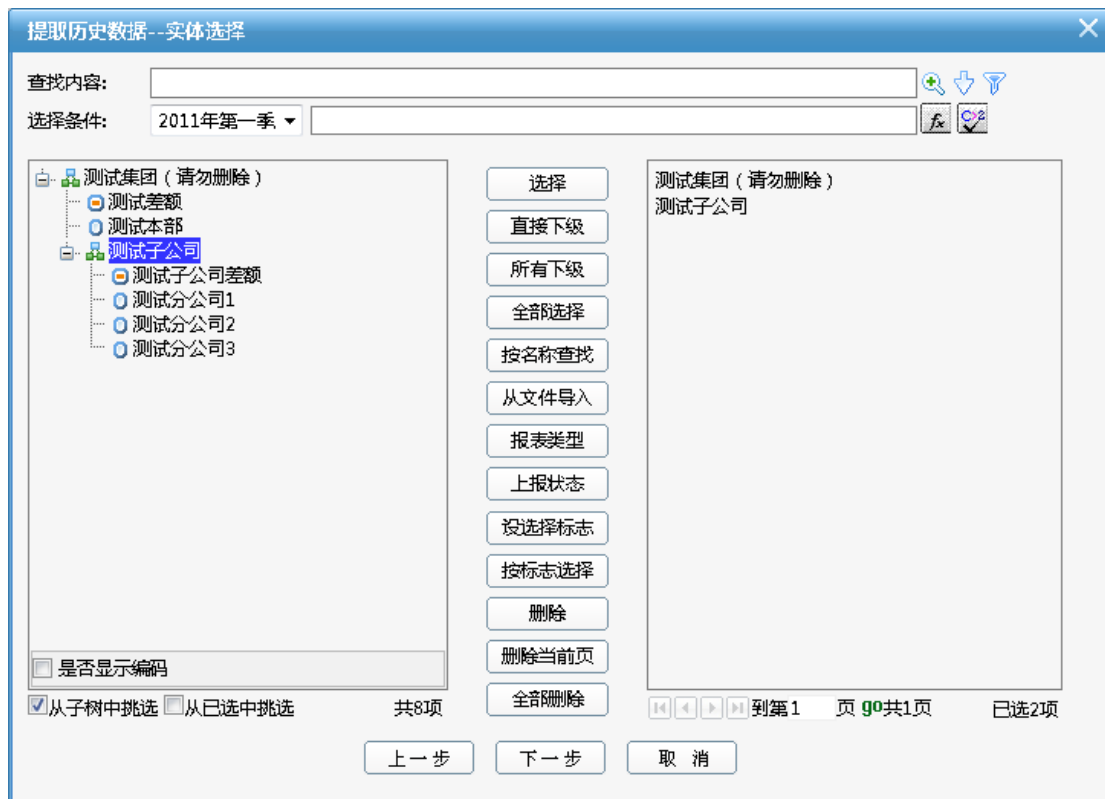 提取历史数据--实体选择
查找内容:
选择条件: 2011年第一季
fx C>2
测试集团（请勿删除）
测试差额
测试本部
测试子公司
测试子公司差额
测试分公司1
测试分公司2
测试分公司3
是否显示编码
从子树中挑选 从已选中挑选 共8项
选择
直接下级
所有下级
全部选择
按名称查找
从文件导入
报表类型
上报状态
设选择标志
按标志选择
删除
删除当前页
全部删除
测试集团（请勿删除）
测试子公司
到第1 页 go共1页 已选2项
上一步 下一步 取 消